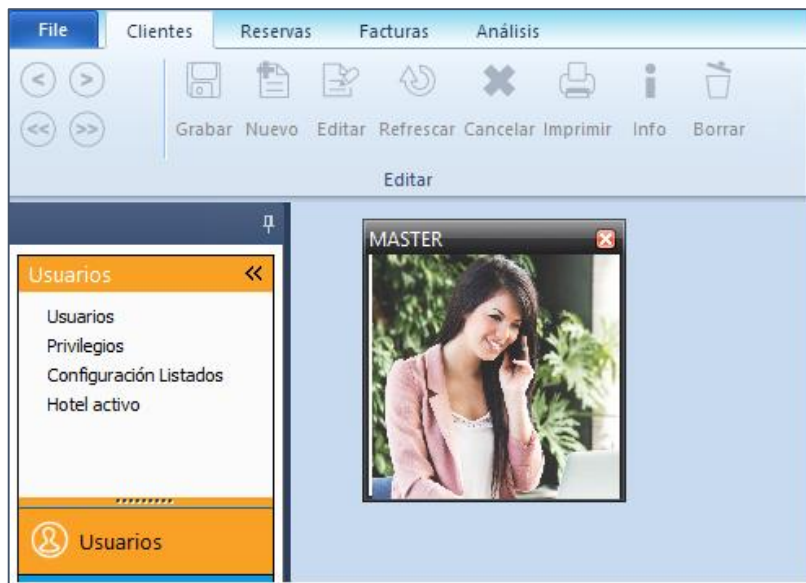 File Clientes Reservas Facturas Análisis
Grabar Nuevo Editar Refrescar Cancelar Imprimir Info Borrar
Editar
MASTER
Usuarios
Usuarios
Privilegios
Configuración Listados
Hotel activo
Usuarios